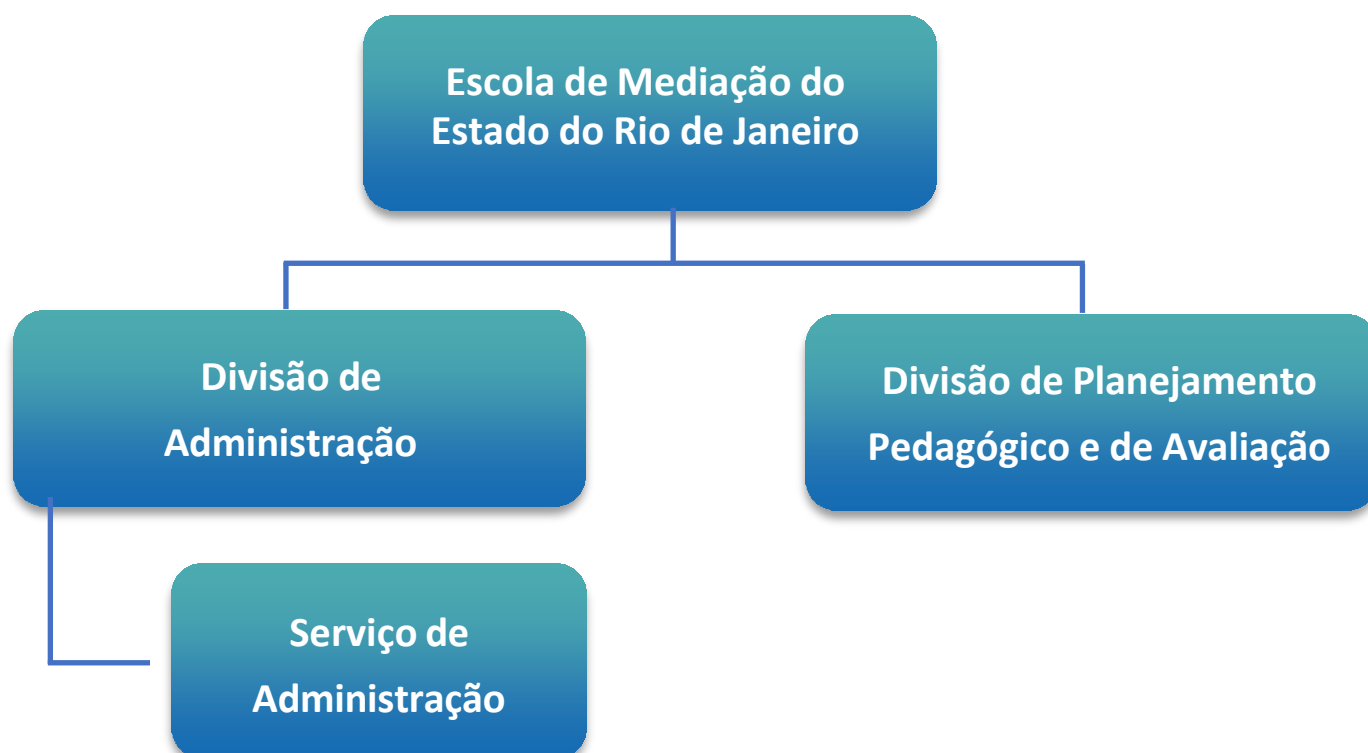 Escola de Mediação do
Estado do Rio de Janeiro
Divisão de
Administração
Divisão de Planejamento
Pedagógico e de Avaliação
Serviço de
Administração